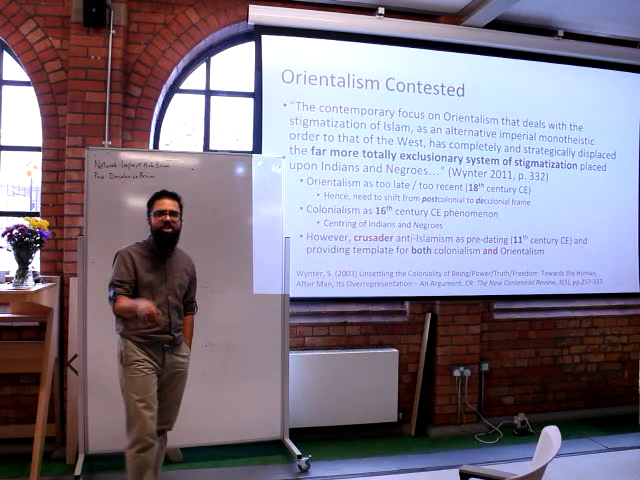 Network: ImpactHubBrum
Pass: DecoloniseBrum
Orientalism Contested
• "The contemporary focus on Orientalism that deals with the
stigmatization of Islam, as an alternative imperial monotheistic
order to that of the West, has completely and strategically displaced
the far more totally exclusionary system of stigmatization placed
upon Indians and Negroes…" (Wynter 2011, p. 332)
• Orientalism as too late / too recent (18th century CE)
• Hence, need to shift from postcolonial to decolonial frame
• Colonialism as 16th century CE phenomenon
• Centring of Indians and Negroes
• However, crusader anti-Islamism as pre-dating (11th century CE) and
providing template for both colonialism and Orientalism
Wynter, S. (2003) Unsettling the Coloniality of Being/Power/Truth/Freedom: Towards the Human,
After Man, Its Overrepresentation – An Argument. CR: The New Centennial Review, 3(3), pp.257-337.